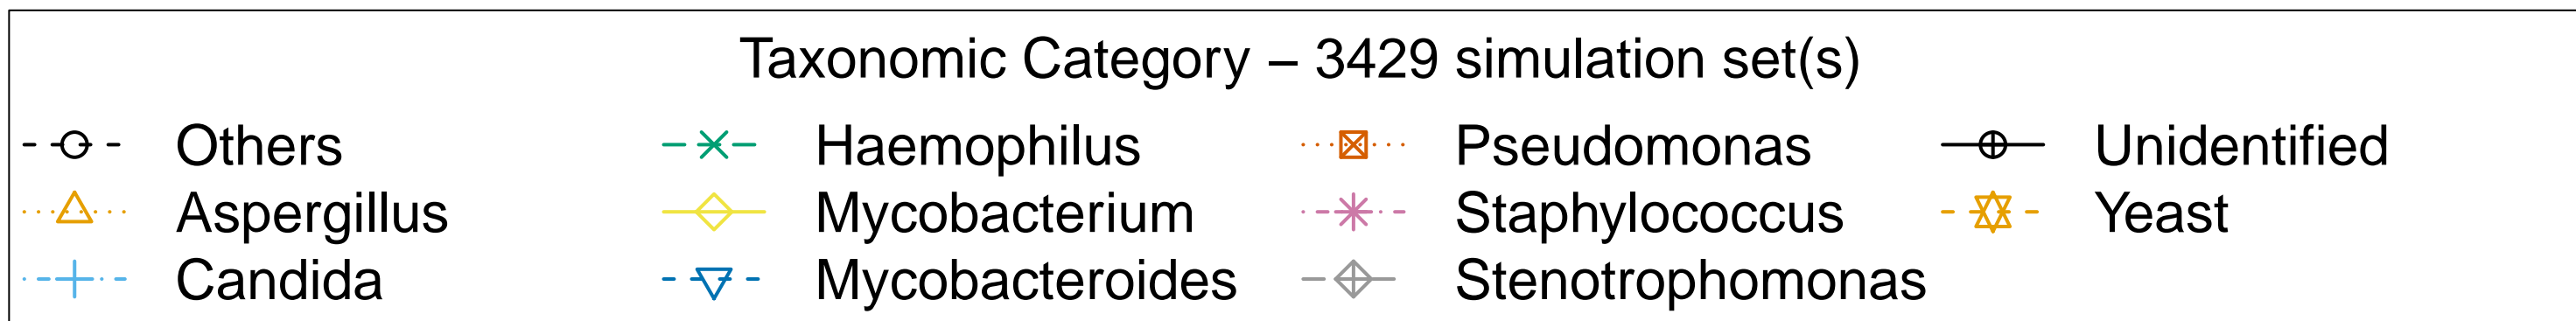 Taxonomic Category – 3429 simulation set(s)
Others Haemophilus Pseudomonas Unidentified
Aspergillus Mycobacterium Staphylococcus Yeast
Candida Mycobacteroides Stenotrophomonas